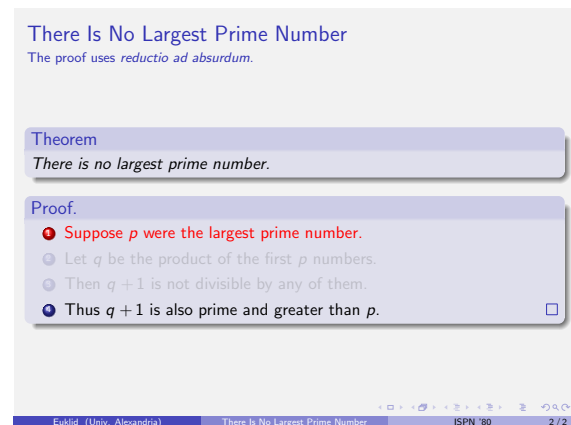 There Is No Largest Prime Number
The proof uses reductio ad absurdum.
Theorem
There is no largest prime number.
Proof.
1 Suppose p were the largest prime number.
2 Let q be the product of the first p numbers.
3 Then q + 1 is not divisible by any of them.
4 Thus q + 1 is also prime and greater than p.
Euklid (Univ. Alexandria) There Is No Largest Prime Number ISPN '80 2 / 2